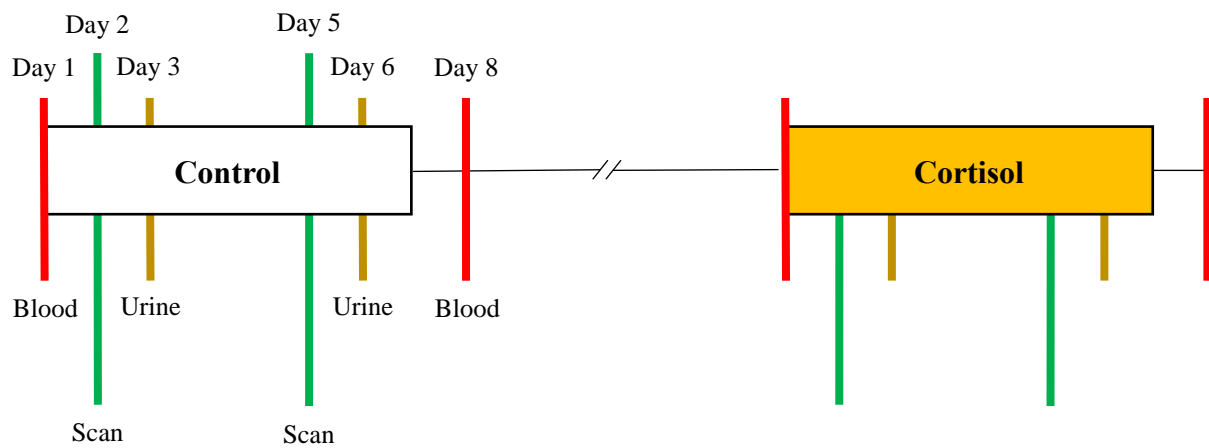 Day 2
Day 5
Day 1
Day 3
Day 6
Day 8
Control
Cortisol
Blood
Urine
Urine
Blood
Scan
Scan